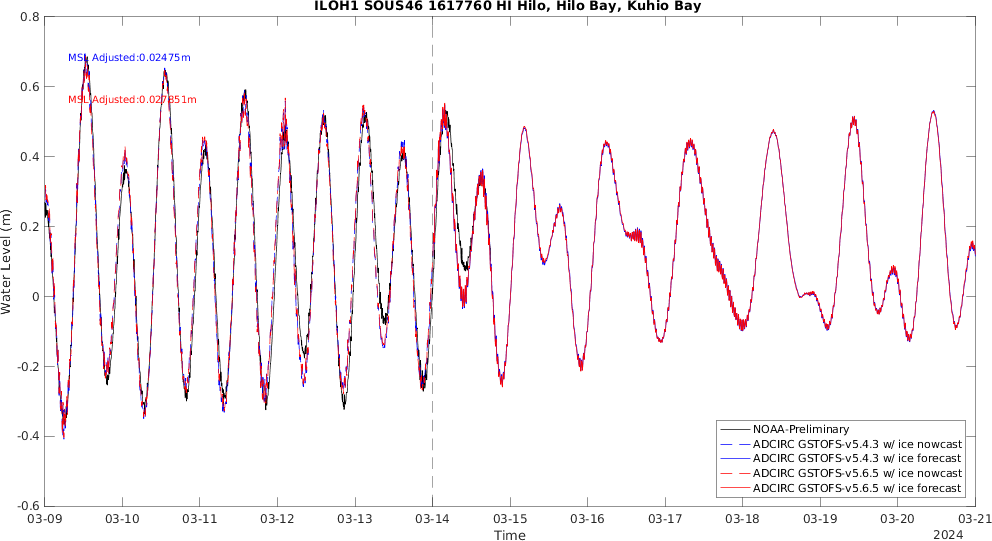 ILOH1 SOUS46 1617760 HI Hilo, Hilo Bay, Kuhio Bay
0.8
MSL Adjusted:0.02475m
0.6
MSL Adjusted:0.027851m
0.4
0.2
0
-0.2
-0.4
-0.6
Water Level (m)
NOAA-Preliminary
ADCIRC GSTOFS-v5.4.3 w/ ice nowcast
ADCIRC GSTOFS-v5.4.3 w/ ice forecast
ADCIRC GSTOFS-v5.6.5 w/ ice nowcast
ADCIRC GSTOFS-v5.6.5 w/ ice forecast
03-09 03-10 03-11 03-12 03-13 03-14 03-15 03-16 03-17 03-18 03-19 03-20 03-21
Time
2024